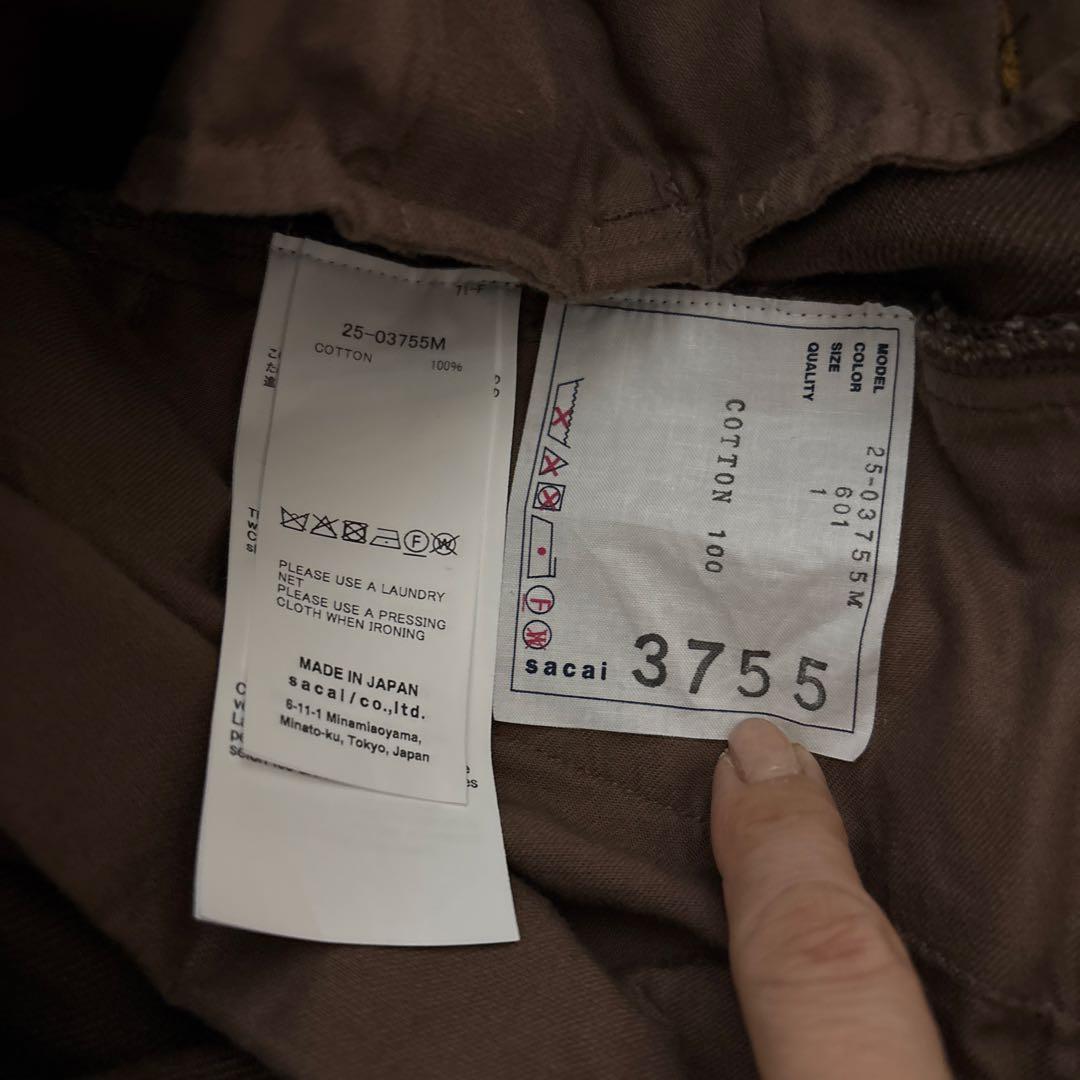 71-F
25-03755M
COTTON 100%
PLEASE USE A LAUNDRY
NET
PLEASE USE A PRESSING
CLOTH WHEN IRONING
MADE IN JAPAN
sacai/co.,ltd.
6-11-1 Minamiaoyama,
Minato-ku, Tokyo, Japan
MODEL 25-03755M
COLOR 601
SIZE 1
QUALITY
COTTON 100
F
W
sacai 3755